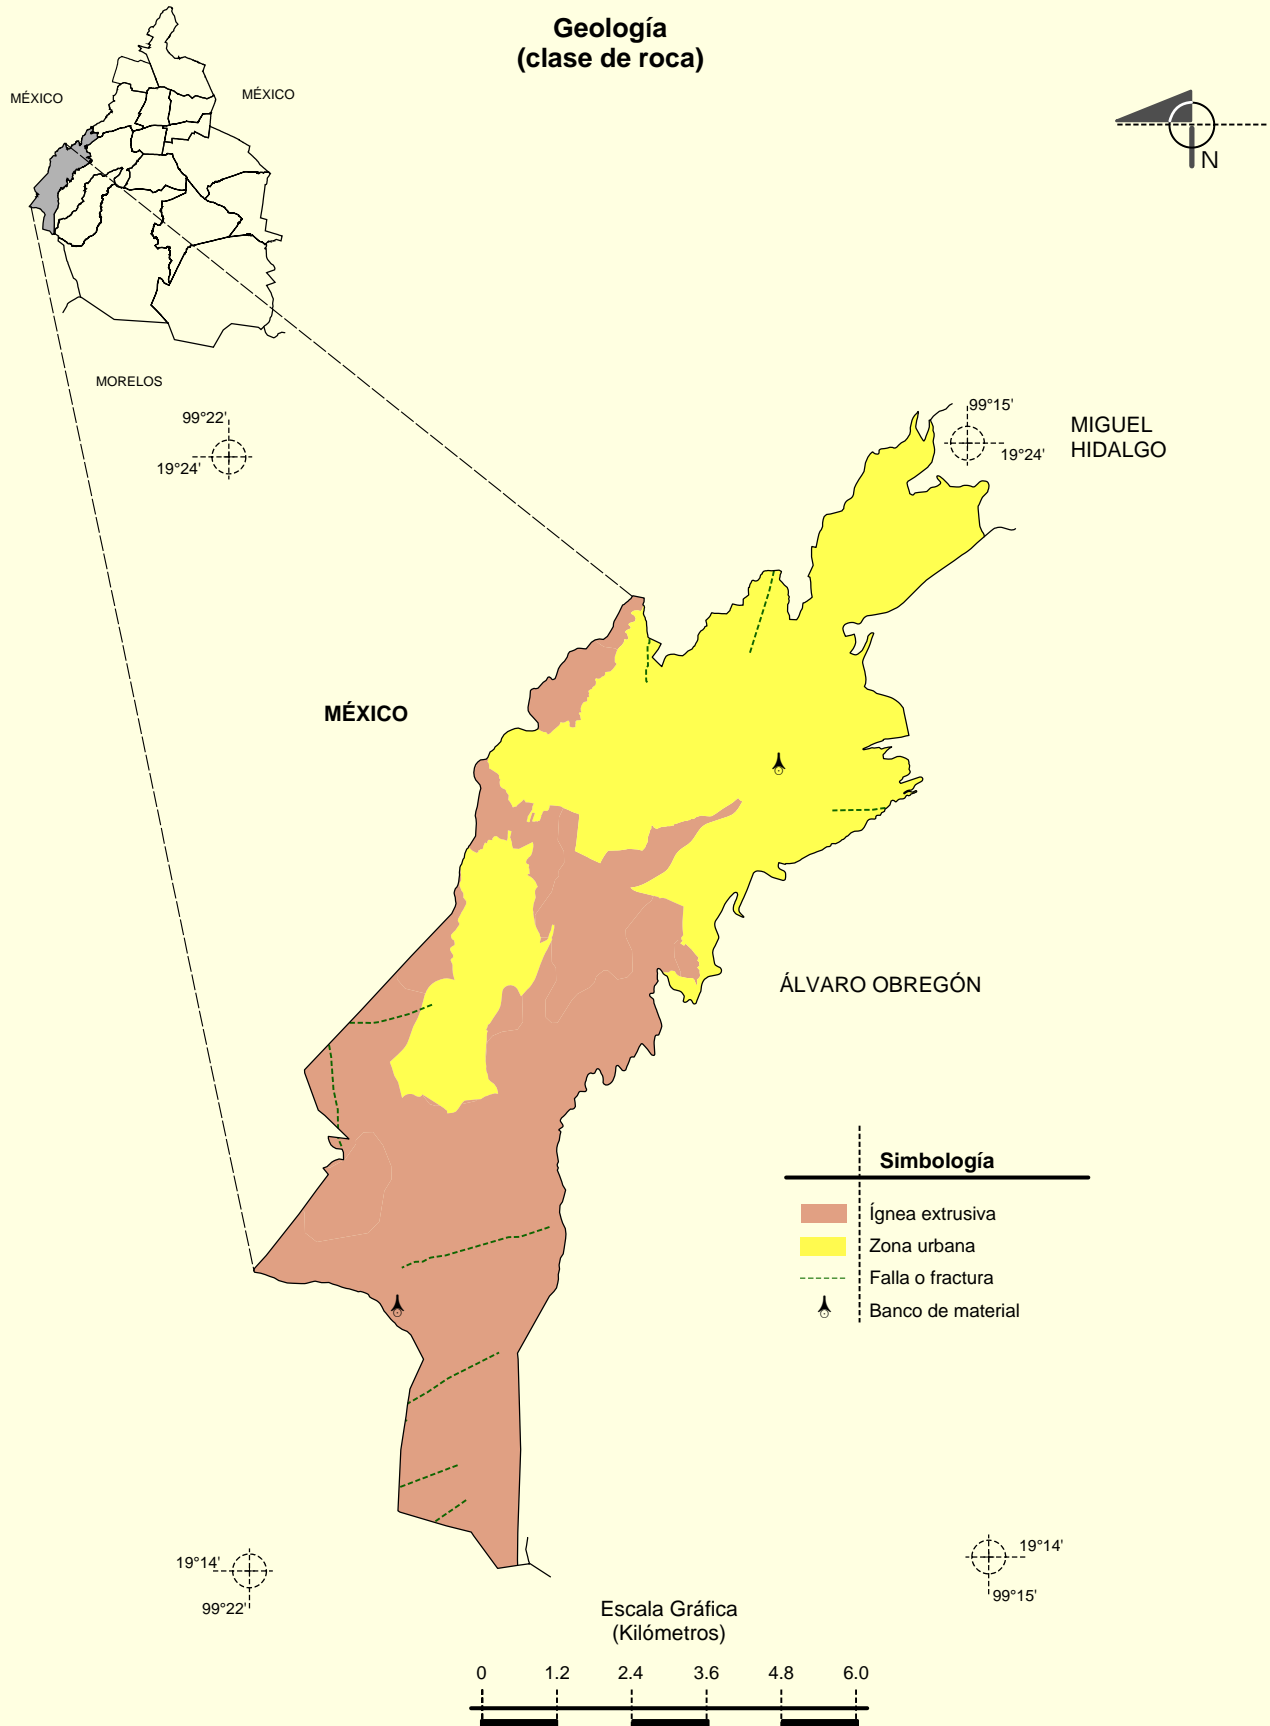 Geología
(clase de roca)
MÉXICO
MÉXICO
N
MORELOS
99°22'
19°24'
99°15'
19°24'
MIGUEL
HIDALGO
MÉXICO
ÁLVARO OBREGÓN
Simbología
Ígnea extrusiva
Zona urbana
Falla o fractura
Banco de material
19°14'
99°22'
19°14'
99°15'
Escala Gráfica
(Kilómetros)
0 1.2 2.4 3.6 4.8 6.0